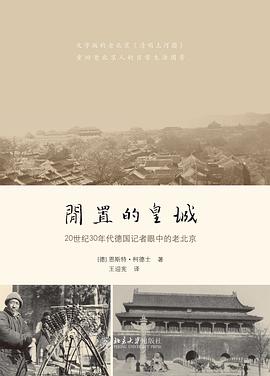 文字版的老北京《清明上河图》
重回老北京人的日常生活图景
閒置的皇城
20世纪30年代德国记者眼中的老北京
[德] 恩斯特·柯德士 著
王迎宪 译
北京大学出版社